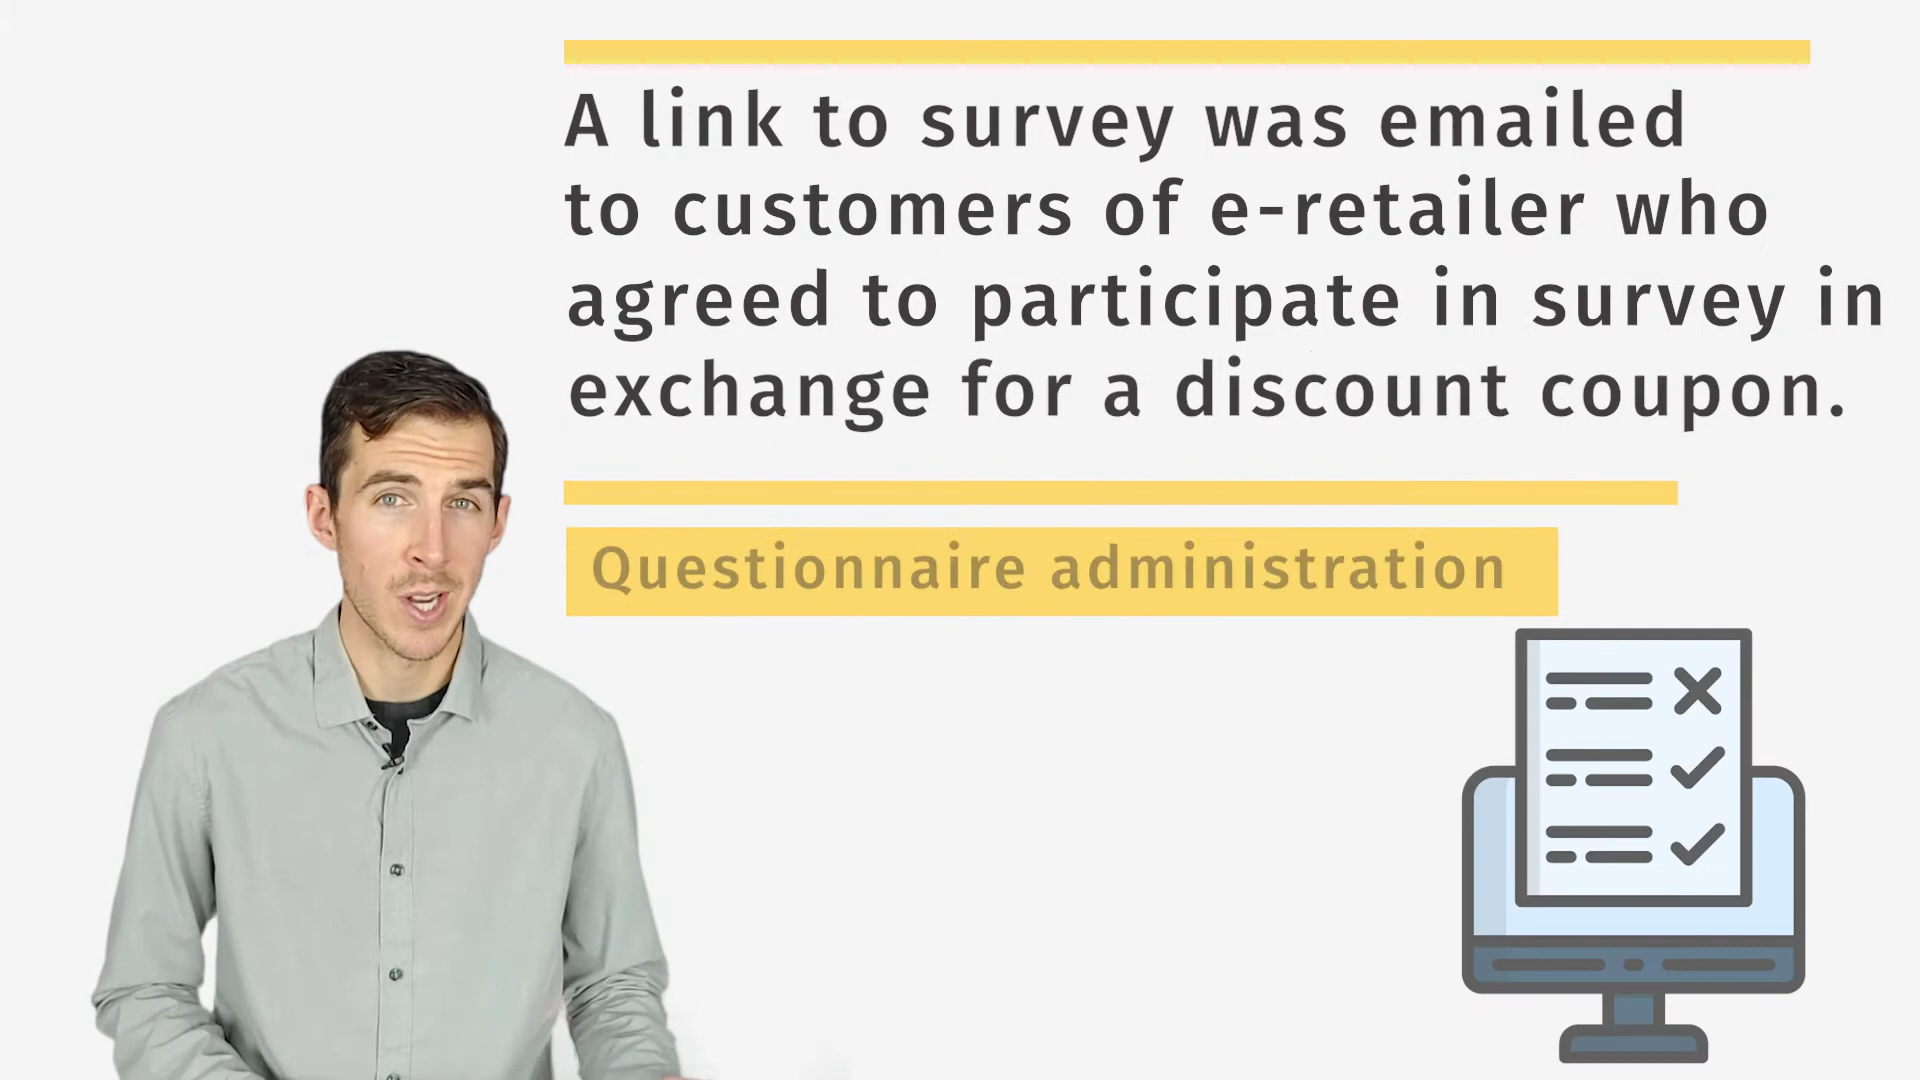 A link to survey was emailed
to customers of e-retailer who
agreed to participate in survey in
exchange for a discount coupon.
Questionnaire administration